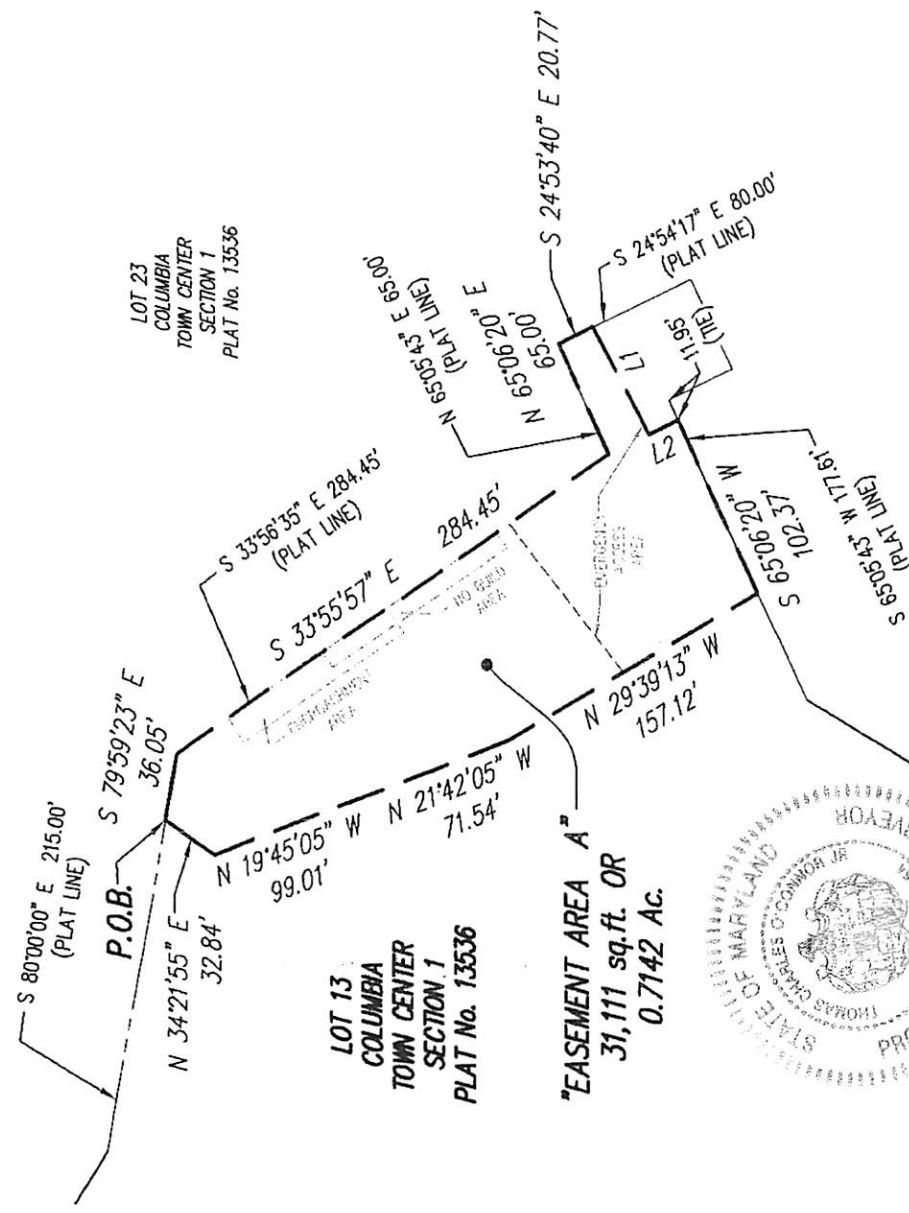 LOT 23
COLUMBIA
TOWN CENTER
SECTION 1
PLAT No. 13536
S 80°00'00" E 215.00'
(PLAT LINE)
P.O.B.
S 79°59'23" E
36.05'
S 33°56'35" E 284.45'
(PLAT LINE)
S 33°55'57" E
284.45'
N 65°05'43" E 65.00'
(PLAT LINE)
N 65°06'20" E
65.00'
S 24°53'40" E 20.77'
S 24°54'17" E 80.00'
(PLAT LINE)
L1
11.95'
(TIE)
L2
ENCROACHMENT
AREA
NO BUILD
AREA
EMERGENCY
ACCESS
AREA
N 34°21'55" E
32.84'
N 19°45'05" W
99.01'
N 21°42'05" W
71.54'
N 29°39'13" W
157.12'
S 65°06'20" W
102.37'
S 65°05'43" W 177.61'
(PLAT LINE)
LOT 13
COLUMBIA
TOWN CENTER
SECTION 1
PLAT No. 13536
"EASEMENT AREA A"
31,111 sq.ft. OR
0.7142 Ac.
STATE OF MARYLAND
THOMAS CHARLES O'CONNOR JR